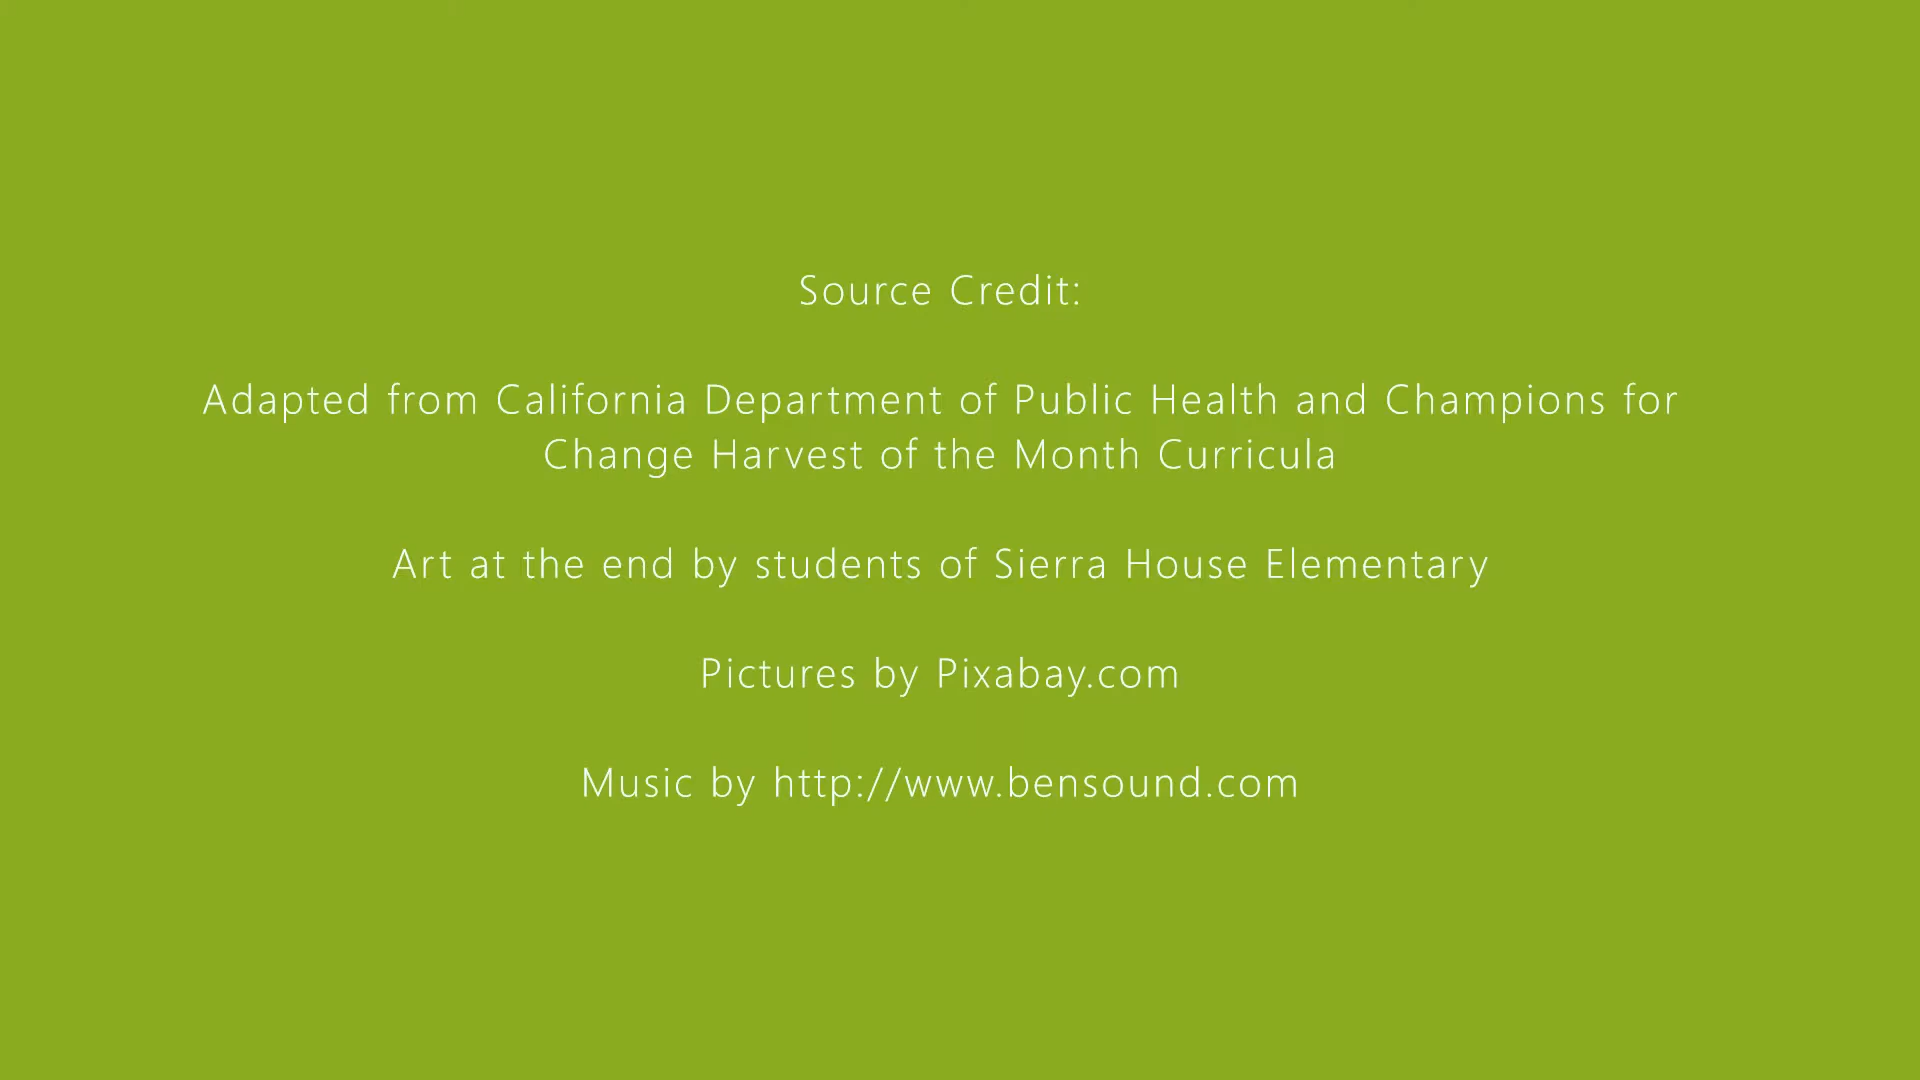 Source Credit:
Adapted from California Department of Public Health and Champions for
Change Harvest of the Month Curricula
Art at the end by students of Sierra House Elementary
Pictures by Pixabay.com
Music by http://www.bensound.com